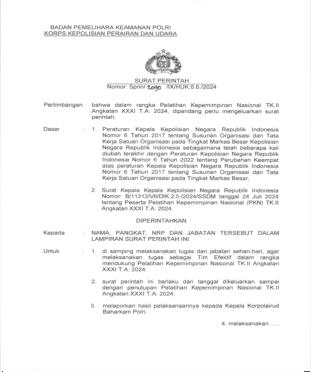 BADAN PEMELIHARA KEAMANAN POLRI
KORPS KEPOLISIAN PERAIRAN DAN UDARA
SURAT PERINTAH
Nomor: Sprin/ /IX/HUK.6.6./2024
Pertimbangan: bahwa dalam rangka Pelatihan Kepemimpinan Nasional TK.II
Angkatan XXXI T.A. 2024, dipandang perlu mengeluarkan surat
perintah.
Dasar : 1. Peraturan Kepala Kepolisian Negara Republik Indonesia
Nomor 6 Tahun 2017 tentang Susunan Organisasi dan Tata
Kerja Satuan Organisasi pada Tingkat Markas Besar Kepolisian
Negara Republik Indonesia sebagaimana telah beberapa kali
diubah terakhir dengan Peraturan Kepolisian Negara Republik
Indonesia Nomor 6 Tahun 2022 tentang Perubahan Keempat
atas peraturan Kepala Kepolisian Negara Republik Indonesia
Nomor 6 Tahun 2017 tentang Susunan Organisasi dan Tata
Kerja Satuan Organisasi pada Tingkat Markas Besar;
2. Surat Kepala Kepala Kepolisian Negara Republik Indonesia
Nomor B/11312/VII/DIK.2.5./2024/SSDM tanggal 24 Juli 2024
tentang Peserta Pelatihan Kepemimpinan Nasional (PKN) TK.II
Angkatan XXXI T.A. 2024.
DIPERINTAHKAN
Kepada : NAMA, PANGKAT, NRP DAN JABATAN TERSEBUT DALAM
LAMPIRAN SURAT PERINTAH INI.
Untuk : 1. di samping melaksanakan tugas dan jabatan sehari-hari, agar
melaksanakan tugas sebagai Tim Efektif dalam rangka
mendukung Pelatihan Kepemimpinan Nasional TK.II Angkatan
XXXI T.A. 2024.
2. surat perintah ini berlaku dari tanggal dikeluarkan sampai
dengan penutupan Pelatihan Kepemimpinan Nasional TK.II
Angkatan XXXI T.A. 2024.
3. melaporkan hasil pelaksanaannya kepada Kepala Korpolairud
Baharkam Polri.
4. melaksanakan .....